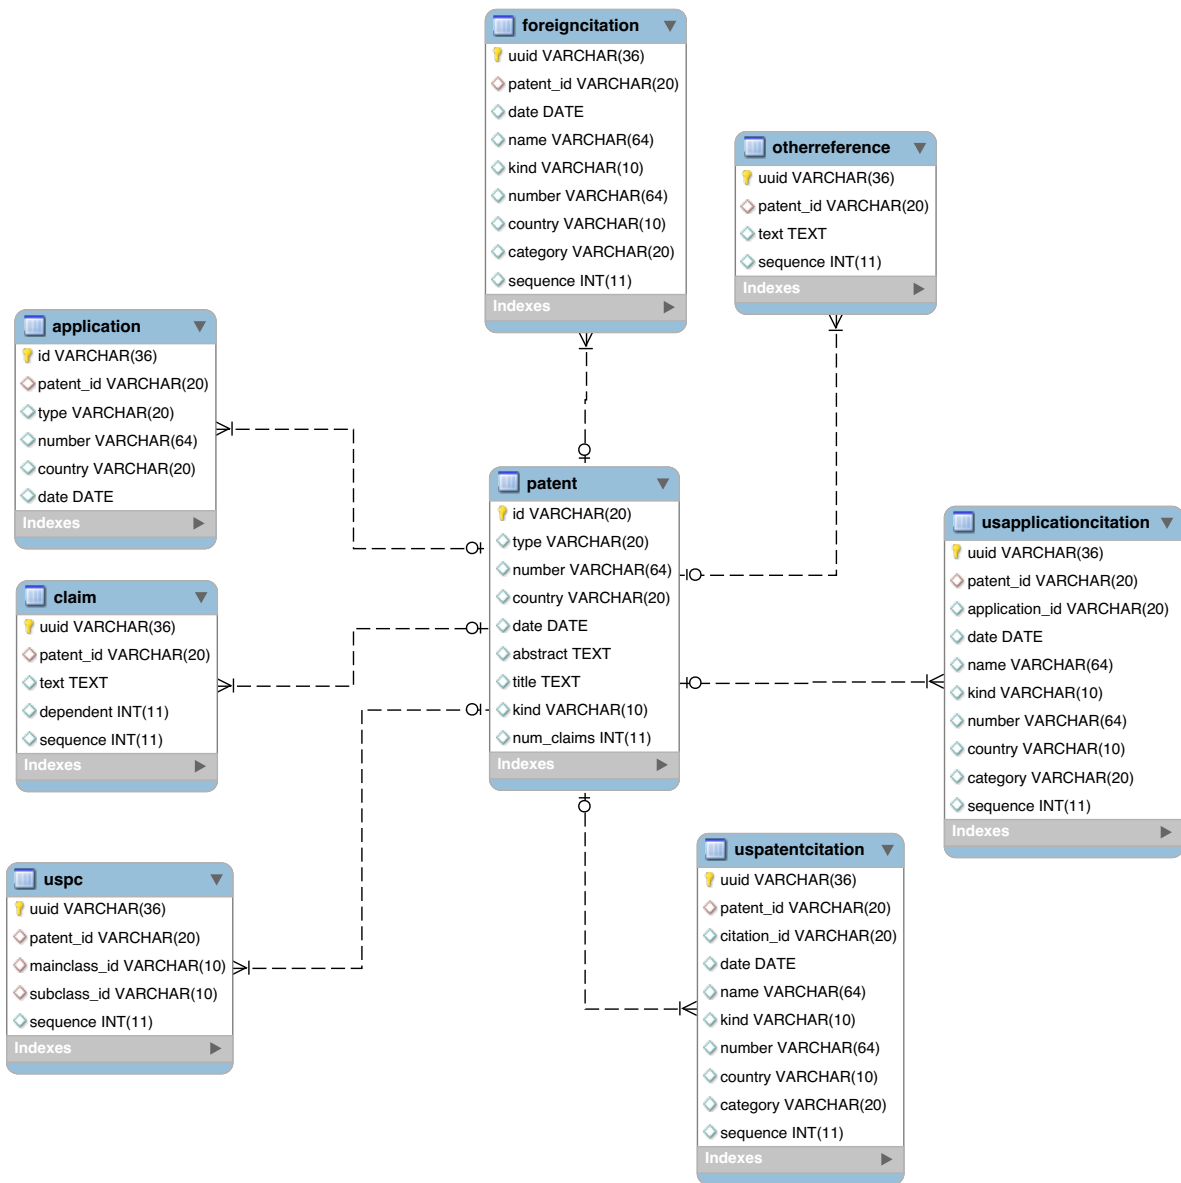 foreigncitation
uuid VARCHAR(36)
patent_id VARCHAR(20)
date DATE
name VARCHAR(64)
kind VARCHAR(10)
number VARCHAR(64)
country VARCHAR(10)
category VARCHAR(20)
sequence INT(11)
Indexes
otherreference
uuid VARCHAR(36)
patent_id VARCHAR(20)
text TEXT
sequence INT(11)
Indexes
application
id VARCHAR(36)
patent_id VARCHAR(20)
type VARCHAR(20)
number VARCHAR(64)
country VARCHAR(20)
date DATE
Indexes
patent
id VARCHAR(20)
type VARCHAR(20)
number VARCHAR(64)
country VARCHAR(20)
date DATE
abstract TEXT
title TEXT
kind VARCHAR(10)
num_claims INT(11)
Indexes
usapplicationcitation
uuid VARCHAR(36)
patent_id VARCHAR(20)
application_id VARCHAR(20)
date DATE
name VARCHAR(64)
kind VARCHAR(10)
number VARCHAR(64)
country VARCHAR(10)
category VARCHAR(20)
sequence INT(11)
Indexes
claim
uuid VARCHAR(36)
patent_id VARCHAR(20)
text TEXT
dependent INT(11)
sequence INT(11)
Indexes
uspc
uuid VARCHAR(36)
patent_id VARCHAR(20)
mainclass_id VARCHAR(10)
subclass_id VARCHAR(10)
sequence INT(11)
Indexes
uspatentcitation
uuid VARCHAR(36)
patent_id VARCHAR(20)
citation_id VARCHAR(20)
date DATE
name VARCHAR(64)
kind VARCHAR(10)
number VARCHAR(64)
country VARCHAR(10)
category VARCHAR(20)
sequence INT(11)
Indexes